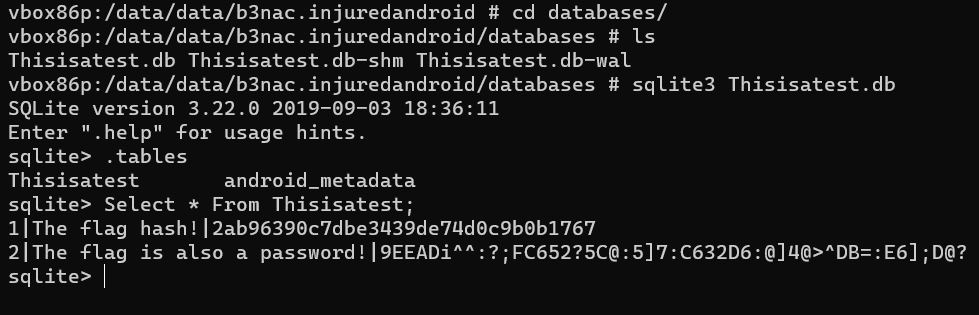 vbox86p:/data/data/b3nac.injuredandroid # cd databases/
vbox86p:/data/data/b3nac.injuredandroid/databases # ls
Thisisatest.db Thisisatest.db-shm Thisisatest.db-wal
vbox86p:/data/data/b3nac.injuredandroid/databases # sqlite3 Thisisatest.db
SQLite version 3.22.0 2019-09-03 18:36:11
Enter ".help" for usage hints.
sqlite> .tables
Thisisatest       android_metadata
sqlite> Select * From Thisisatest;
1|The flag hash!|2ab96390c7dbe3439de74d0c9b0b1767
2|The flag is also a password!|9EEADi^^:?;FC652?5C@:5]7:C632D6:@]4@>^DB=:E6];D@?
sqlite>